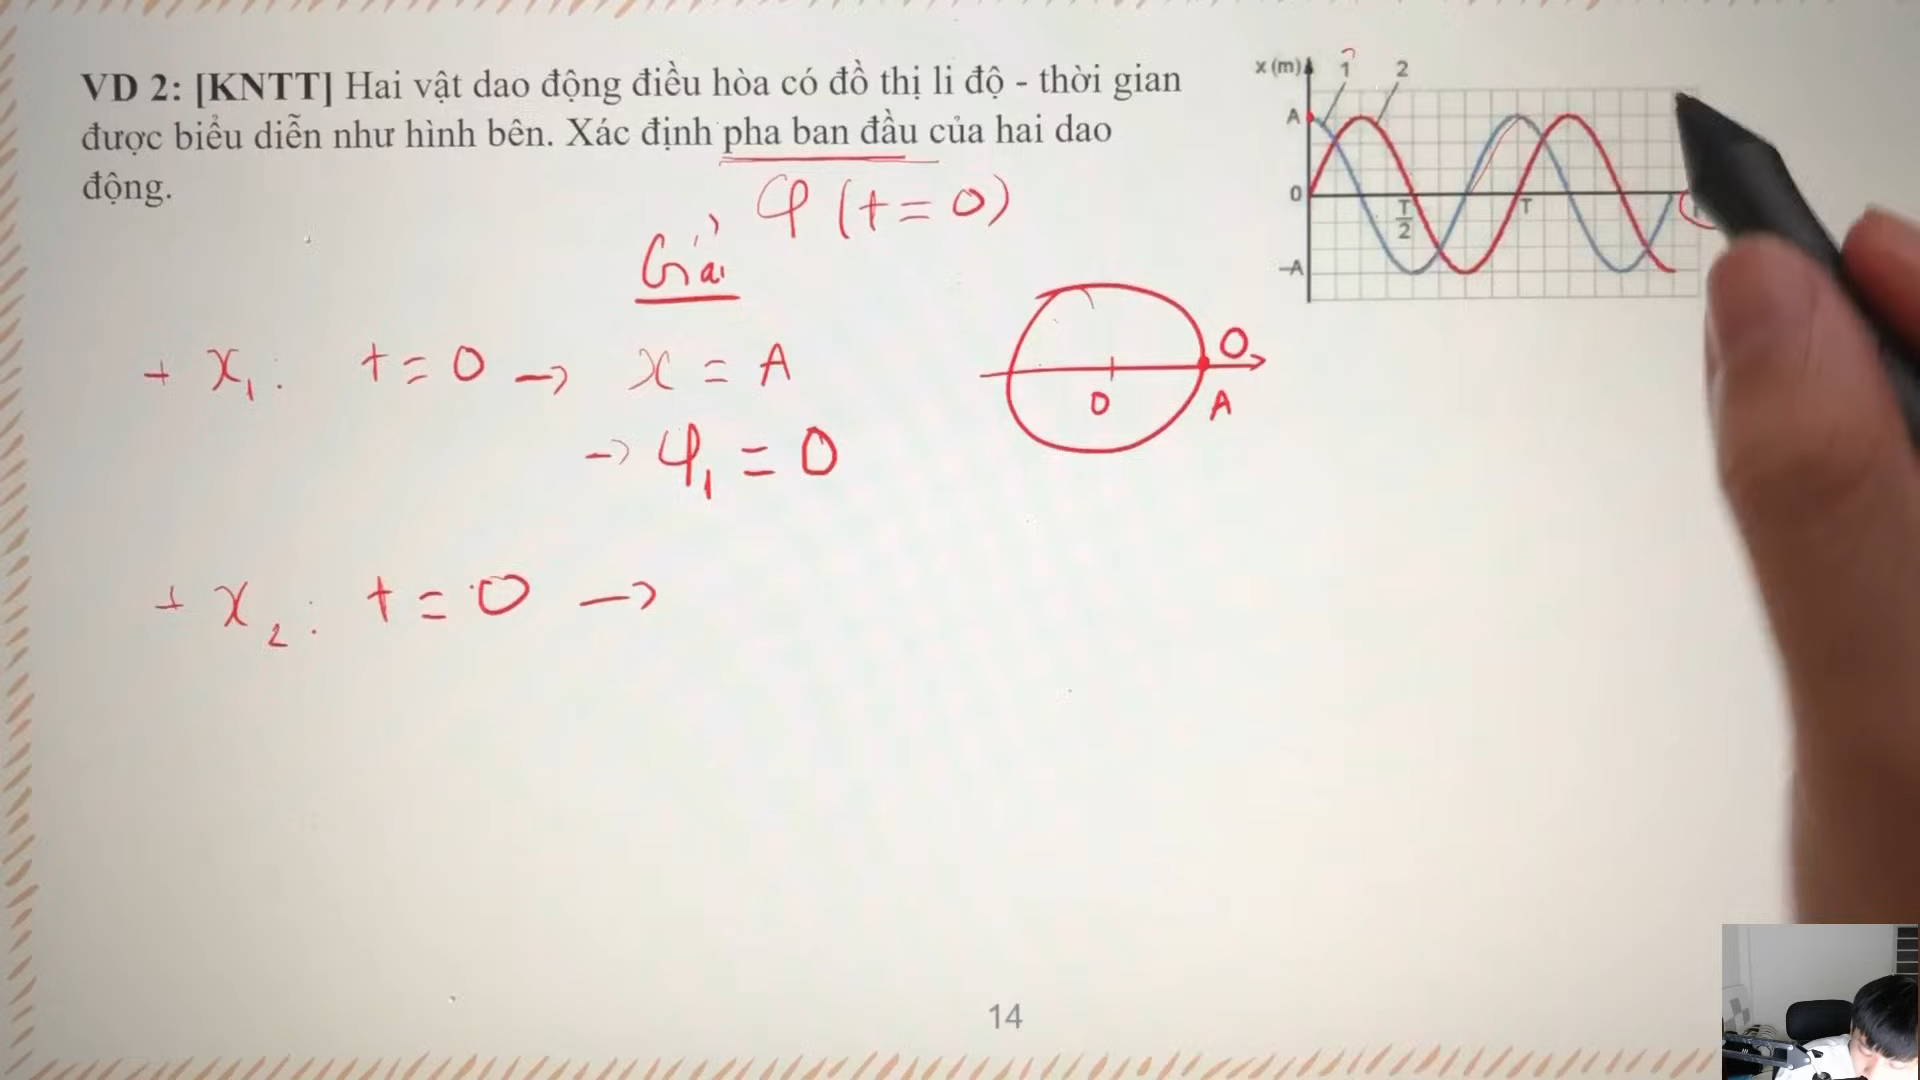 VD 2: [KNTT] Hai vật dao động điều hòa có đồ thị li độ - thời gian
được biểu diễn như hình bên. Xác định pha ban đầu của hai dao
động.
φ (t = 0)
Giải
+ x₁ : t = 0 → x = A
→ φ₁ = 0
+ x₂ : t = 0 →
O
O
A
x (m)
1
2
A
0
-A
T/2
T
14